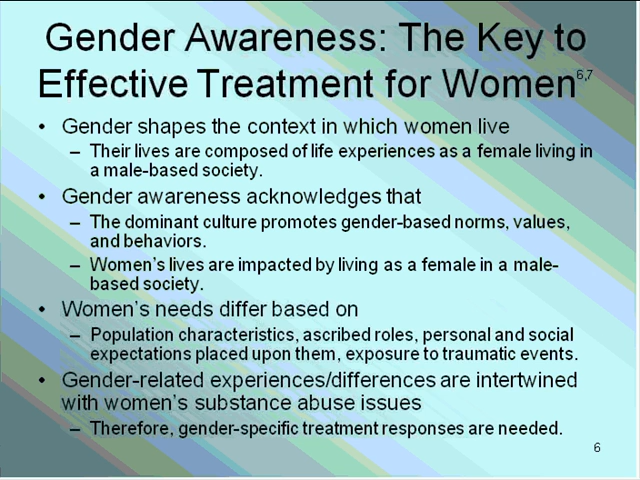 Gender Awareness: The Key to
Effective Treatment for Women6,7
• Gender shapes the context in which women live
– Their lives are composed of life experiences as a female living in
a male-based society.
• Gender awareness acknowledges that
– The dominant culture promotes gender-based norms, values,
and behaviors.
– Women's lives are impacted by living as a female in a male-
based society.
• Women's needs differ based on
– Population characteristics, ascribed roles, personal and social
expectations placed upon them, exposure to traumatic events.
• Gender-related experiences/differences are intertwined
with women's substance abuse issues
– Therefore, gender-specific treatment responses are needed.
6